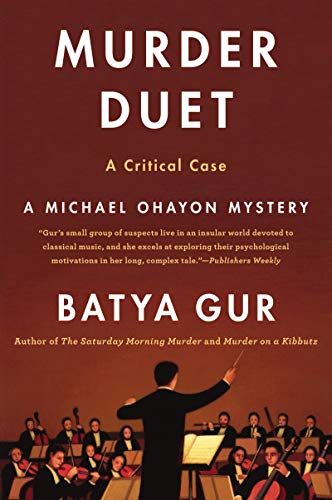 MURDER
DUET
A Critical Case
A MICHAEL OHAYON MYSTERY
“Gur’s small group of suspects live in an insular world devoted to
classical music, and she excels at exploring their psychological
motivations in her long, complex tale.”—Publishers Weekly
BATYA GUR
Author of The Saturday Morning Murder and Murder on a Kibbutz